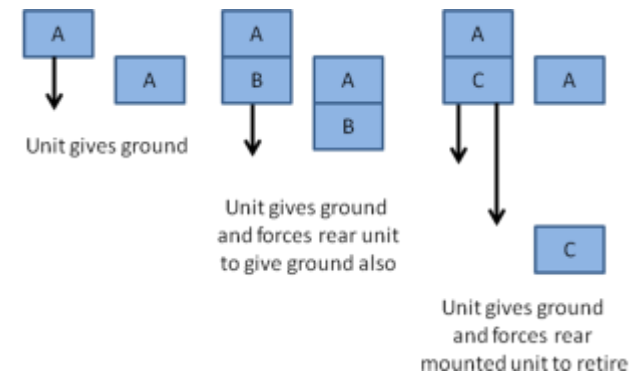 A
A
Unit gives ground
A
B
A
B
Unit gives ground
and forces rear unit
to give ground also
A
C
A
C
Unit gives ground
and forces rear
mounted unit to retire